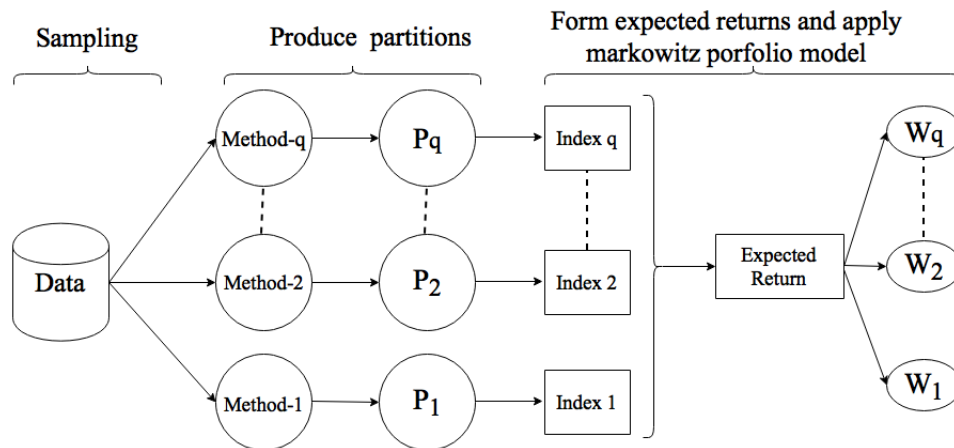 Sampling
Produce partitions
Form expected returns and apply
markowitz porfolio model
Method-q
Pq
Index q
Wq
Data
Method-2
P2
Index 2
Expected
Return
W2
Method-1
P1
Index 1
W1